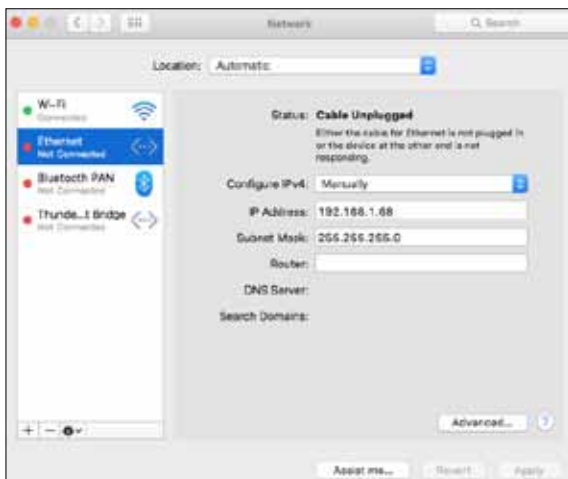 Network
Search
Location: Automatic
Wi-Fi
Connected
Ethernet
Not Connected
Bluetooth PAN
Not Connected
Thunde...t Bridge
Not Connected
Status: Cable Unplugged
Either the cable for Ethernet is not plugged in
or the device at the other end is not
responding.
Configure IPv4: Manually
IP Address: 192.168.1.68
Subnet Mask: 255.255.255.0
Router:
DNS Server:
Search Domains:
Advanced...
?
+ −
Assist me...
Revert
Apply